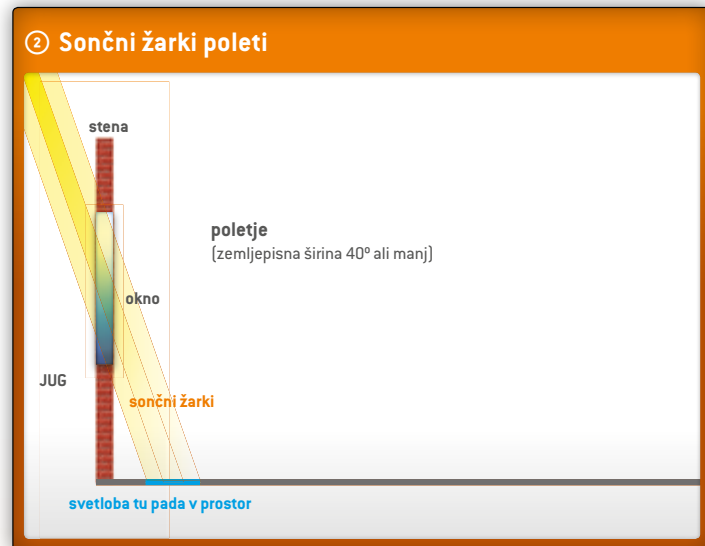 ② Sončni žarki poleti
stena
poletje
(zemljepisna širina 40º ali manj)
okno
JUG
sončni žarki
svetloba tu pada v prostor